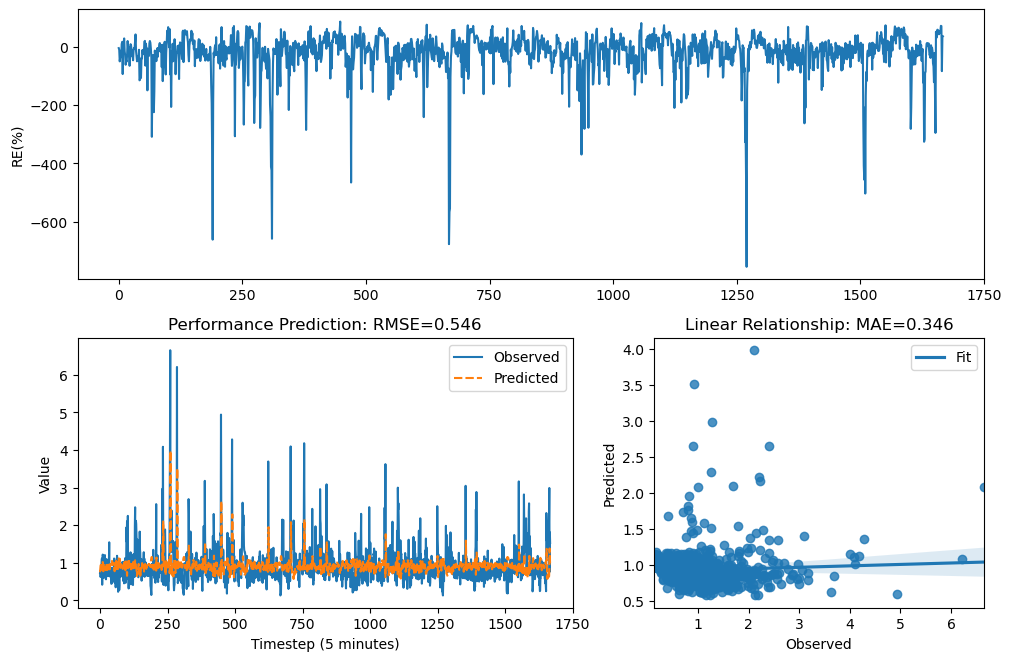 RE(%)
0
−200
−400
−600
0 250 500 750 1000 1250 1500 1750
Performance Prediction: RMSE=0.546
Value
6
5
4
3
2
1
0
Observed
Predicted
0 250 500 750 1000 1250 1500 1750
Timestep (5 minutes)
Linear Relationship: MAE=0.346
Predicted
4.0
3.5
3.0
2.5
2.0
1.5
1.0
0.5
Fit
1 2 3 4 5 6
Observed